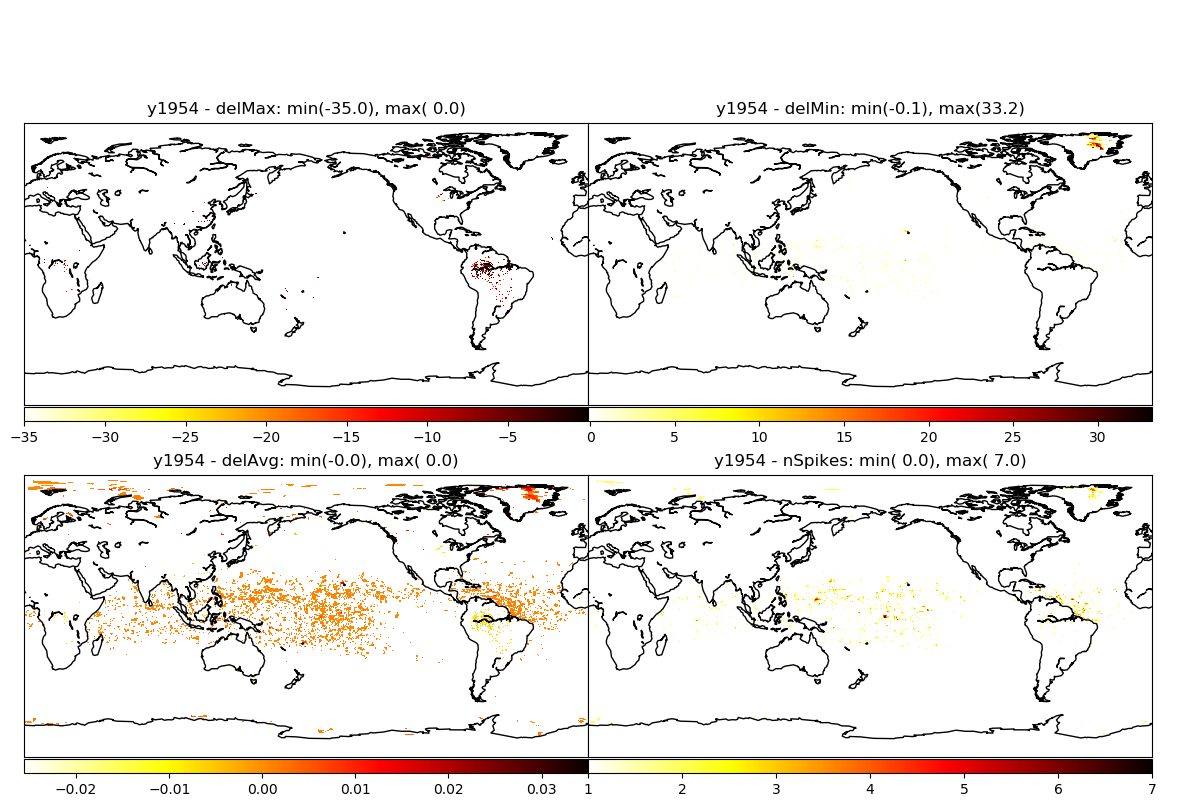 y1954 - delMax: min(-35.0), max( 0.0)
y1954 - delMin: min(-0.1), max(33.2)
−35 −30 −25 −20 −15 −10 −5
0 5 10 15 20 25 30
y1954 - delAvg: min(-0.0), max( 0.0)
y1954 - nSpikes: min( 0.0), max( 7.0)
−0.02 −0.01 0.00 0.01 0.02 0.03
1 2 3 4 5 6 7